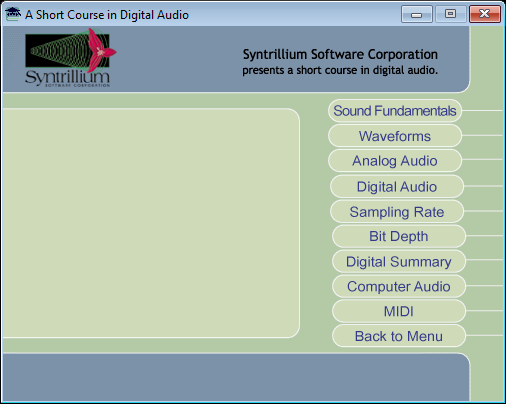 A Short Course in Digital Audio
Syntrillium
SOFTWARE CORPORATION
Syntrillium Software Corporation
presents a short course in digital audio.
Sound Fundamentals
Waveforms
Analog Audio
Digital Audio
Sampling Rate
Bit Depth
Digital Summary
Computer Audio
MIDI
Back to Menu